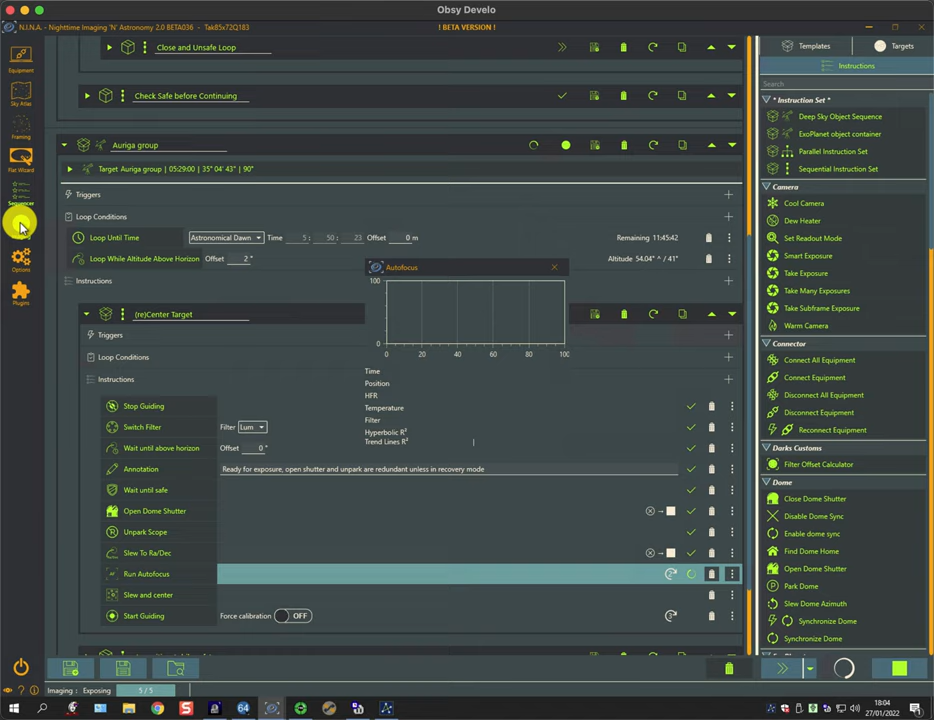 Obsy Develo
N.I.N.A. - Nighttime Imaging 'N' Astronomy 2.0 BETA036 - Tak85x72Q183
! BETA VERSION !
Equipment
Sky Atlas
Framing
Flat Wizard
Sequencer
Options
Plugins
Close and Unsafe Loop
Check Safe before Continuing
Auriga group
Target Auriga group | 05:29:00 | 35° 04' 43" | 90°
Triggers
Loop Conditions
Loop Until Time
Astronomical Dawn
Time
5 : 50 : 23
Offset
0 m
Remaining 11:45:42
Loop While Altitude Above Horizon
Offset
2 °
Altitude 54.04° ^ / 41°
Instructions
(re)Center Target
Triggers
Loop Conditions
Instructions
Stop Guiding
Switch Filter
Filter Lum
Wait until above horizon
Offset
0 °
Annotation
Ready for exposure, open shutter and unpark are redundant unless in recovery mode
Wait until safe
Open Dome Shutter
Unpark Scope
Slew To Ra/Dec
Run Autofocus
2
Slew and center
Start Guiding
Force calibration
OFF
3
Autofocus
100
0
0 20 40 60 80 100
Time
Position
HFR
Temperature
Filter
Hyperbolic R²
Trend Lines R²
Templates
Targets
Instructions
Search
* Instruction Set *
Deep Sky Object Sequence
ExoPlanet object container
Parallel Instruction Set
Sequential Instruction Set
Camera
Cool Camera
Dew Heater
Set Readout Mode
Smart Exposure
Take Exposure
Take Many Exposures
Take Subframe Exposure
Warm Camera
Connector
Connect All Equipment
Connect Equipment
Disconnect All Equipment
Disconnect Equipment
Reconnect Equipment
Darks Customs
Filter Offset Calculator
Dome
Close Dome Shutter
Disable Dome Sync
Enable dome sync
Find Dome Home
Open Dome Shutter
Park Dome
Slew Dome Azimuth
Synchronize Dome
Synchronize Dome
Imaging : Exposing
5 / 5
64
18:04
27/01/2022